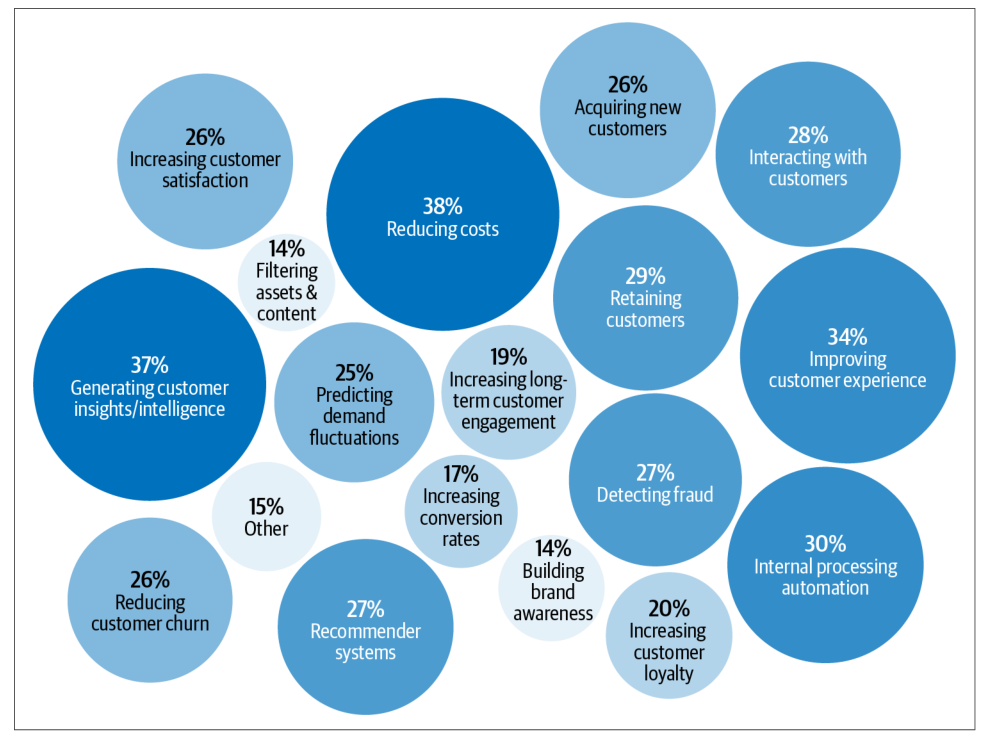 26%
Acquiring new
customers
28%
Interacting with
customers
26%
Increasing customer
satisfaction
38%
Reducing costs
14%
Filtering
assets &
content
29%
Retaining
customers
34%
Improving
customer experience
37%
Generating customer
insights/intelligence
25%
Predicting
demand
fluctuations
19%
Increasing long-
term customer
engagement
27%
Detecting fraud
17%
Increasing
conversion
rates
15%
Other
14%
Building
brand
awareness
30%
Internal processing
automation
26%
Reducing
customer churn
27%
Recommender
systems
20%
Increasing
customer
loyalty